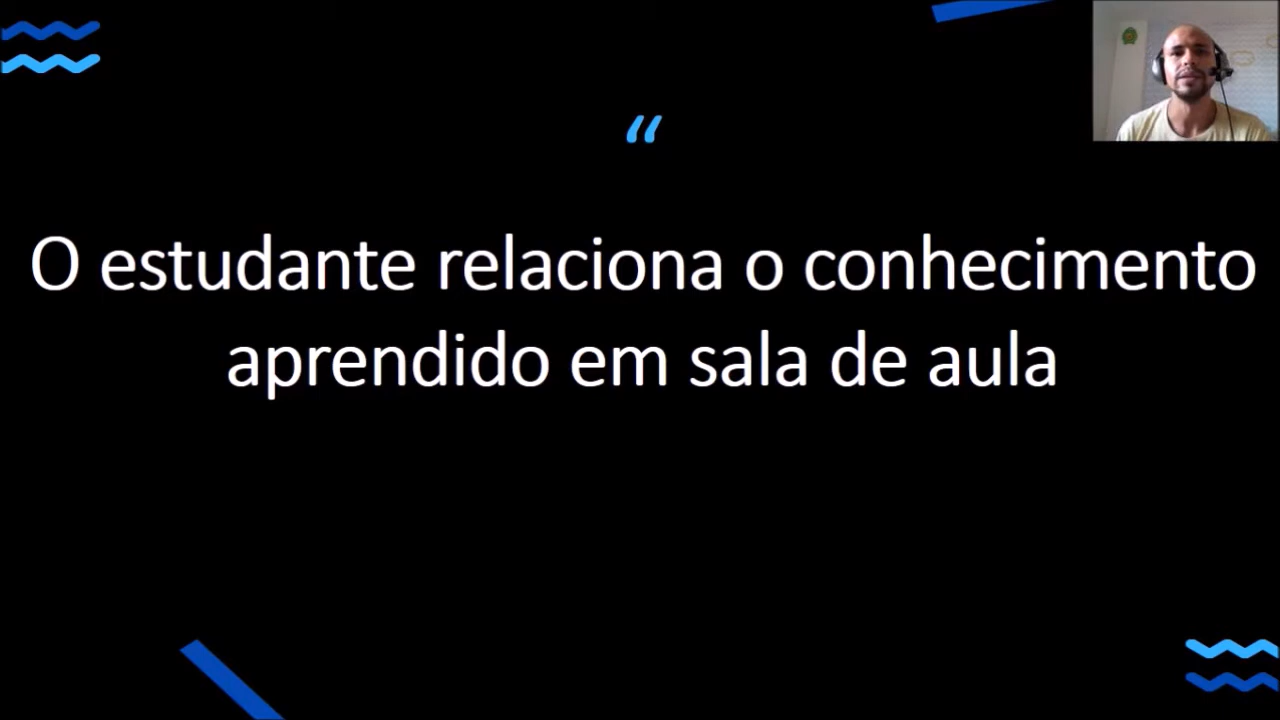 “
O estudante relaciona o conhecimento
aprendido em sala de aula